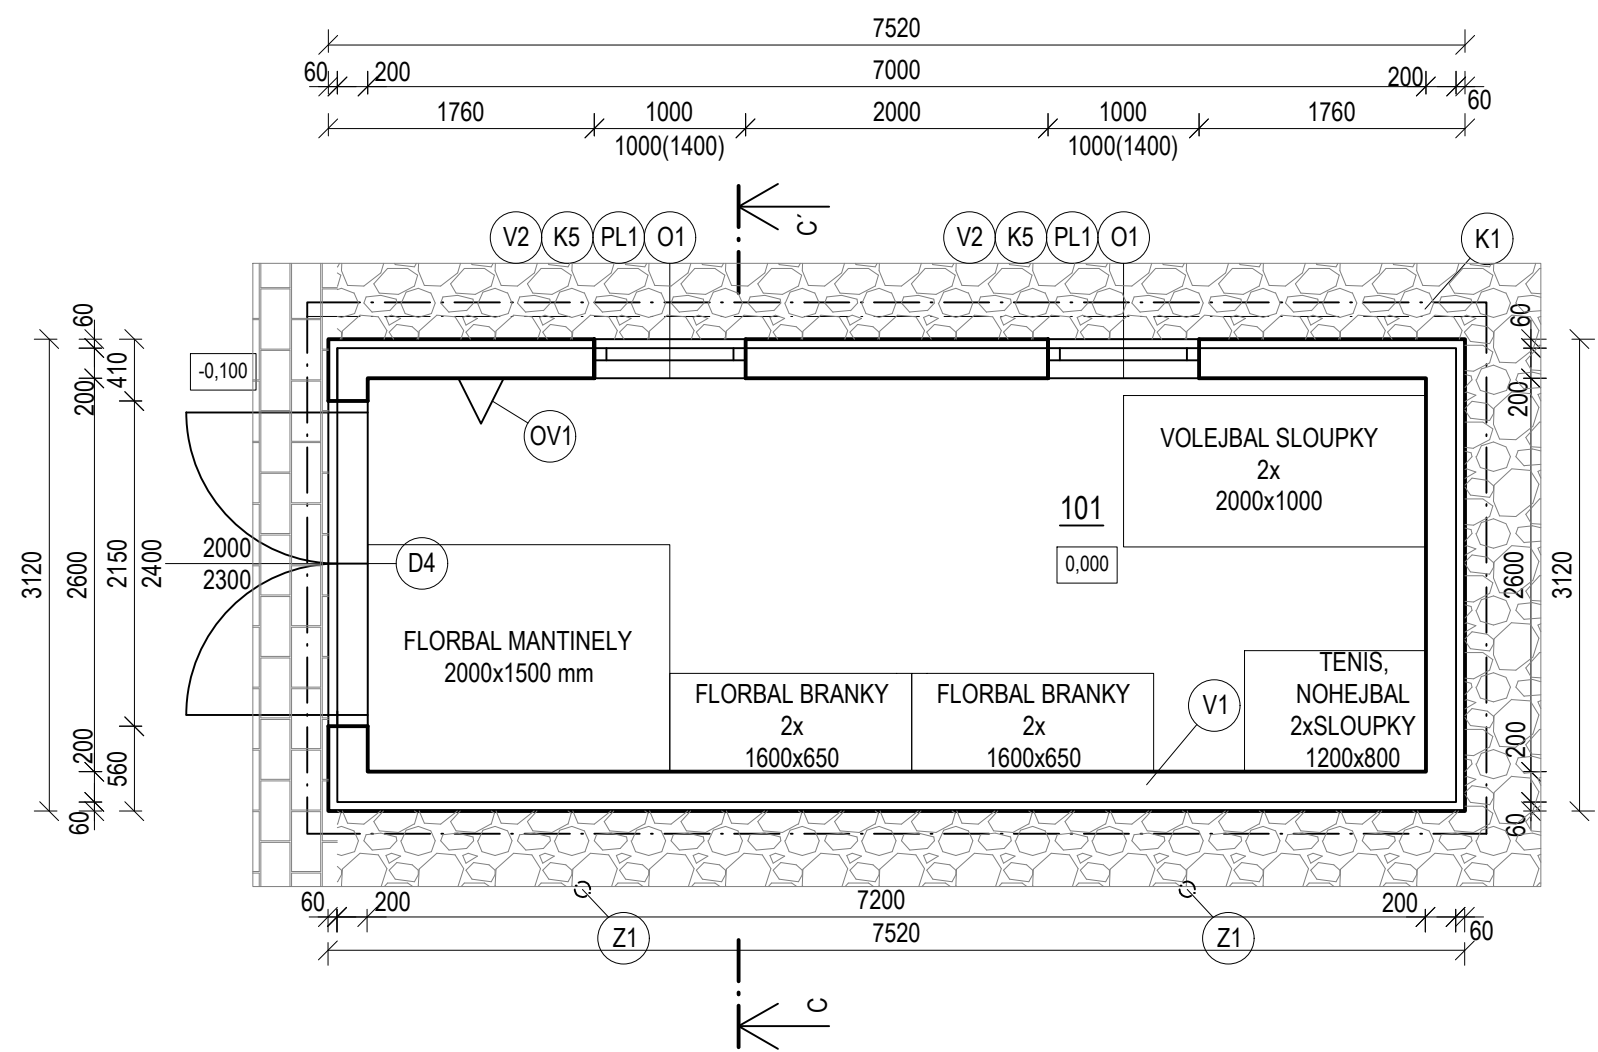 7520
60 200 7000 200 60
1760 1000 2000 1000 1760
1000(1400) 1000(1400)
C'
V2 K5 PL1 O1 V2 K5 PL1 O1 K1
60 60
-0,100
410
200 200
OV1
VOLEJBAL SLOUPKY
2x
2000x1000
101
0,000
2000
2300
D4
3120 2600 2150 2400 2600 3120
FLORBAL MANTINELY
2000x1500 mm
FLORBAL BRANKY
2x
1600x650
FLORBAL BRANKY
2x
1600x650
V1
TENIS,
NOHEJBAL
2xSLOUPKY
1200x800
200 560 200
60 60
60 200 7200 200 60
7520
Z1 Z1
C